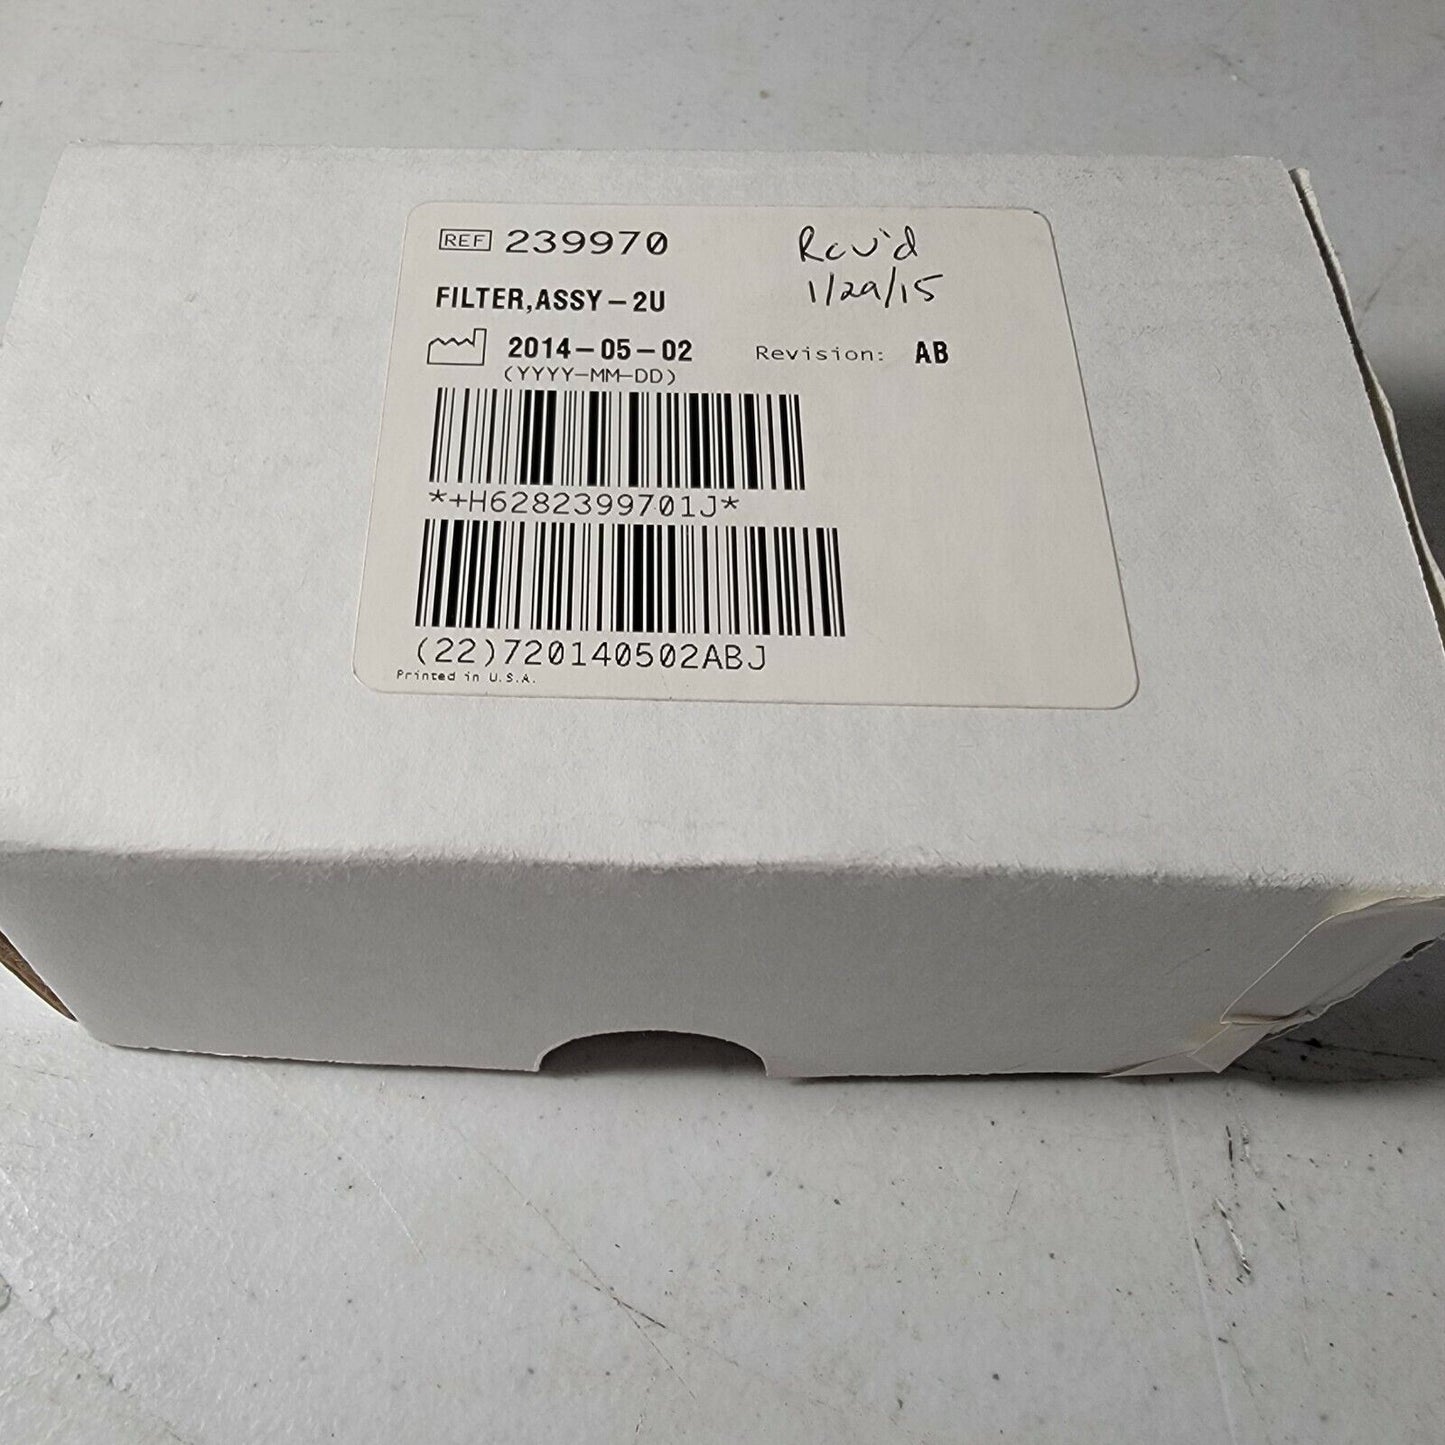 REF 239970
Rcv'd
1/29/15
FILTER,ASSY-2U
2014-05-02
(YYYY-MM-DD)
Revision: AB
*+H6282399701J*
(22)720140502ABJ
Printed in U.S.A.